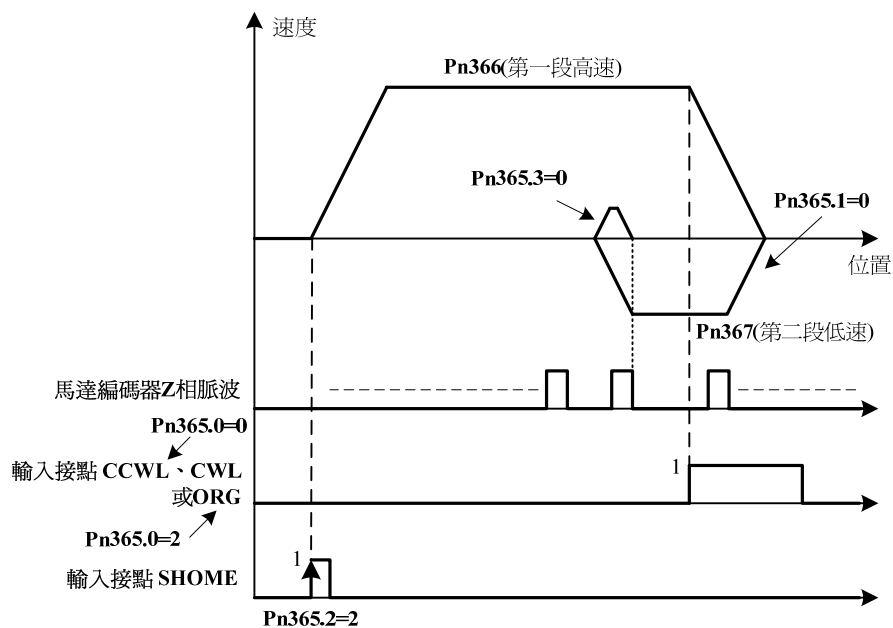 速度
Pn366(第一段高速)
Pn365.3=0
Pn365.1=0
位置
Pn367(第二段低速)
馬達編碼器Z相脈波
Pn365.0=0
輸入接點 CCWL、CWL
或ORG
1
Pn365.0=2
1
輸入接點 SHOME
Pn365.2=2